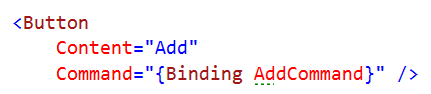 <Button
    Content="Add"
    Command="{Binding AddCommand}" />